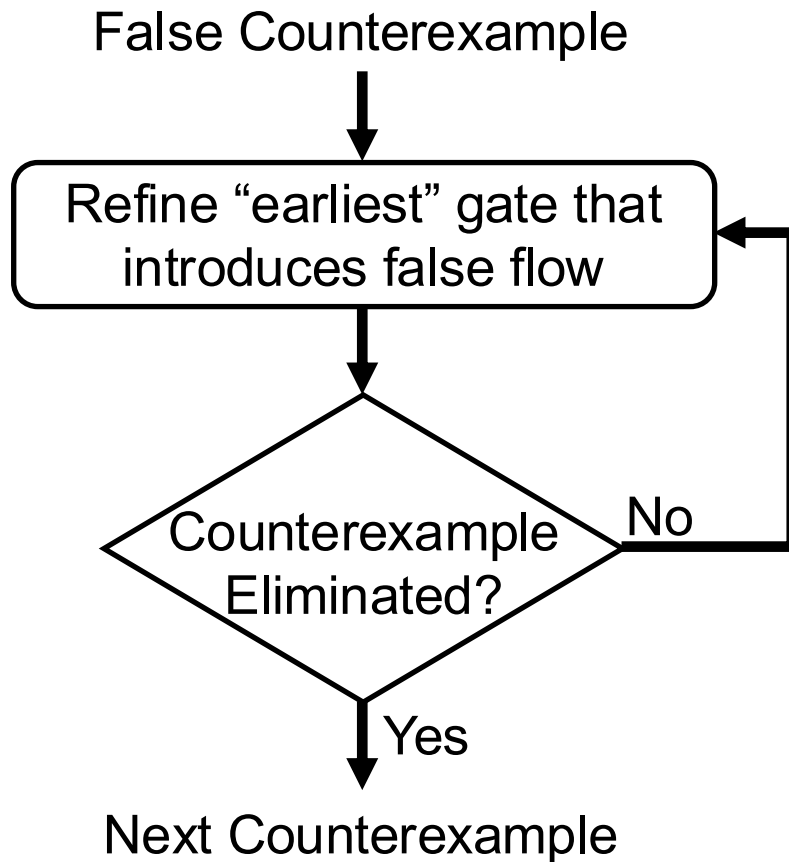 False Counterexample
Refine “earliest” gate that
introduces false flow
Counterexample
Eliminated?
No
Yes
Next Counterexample